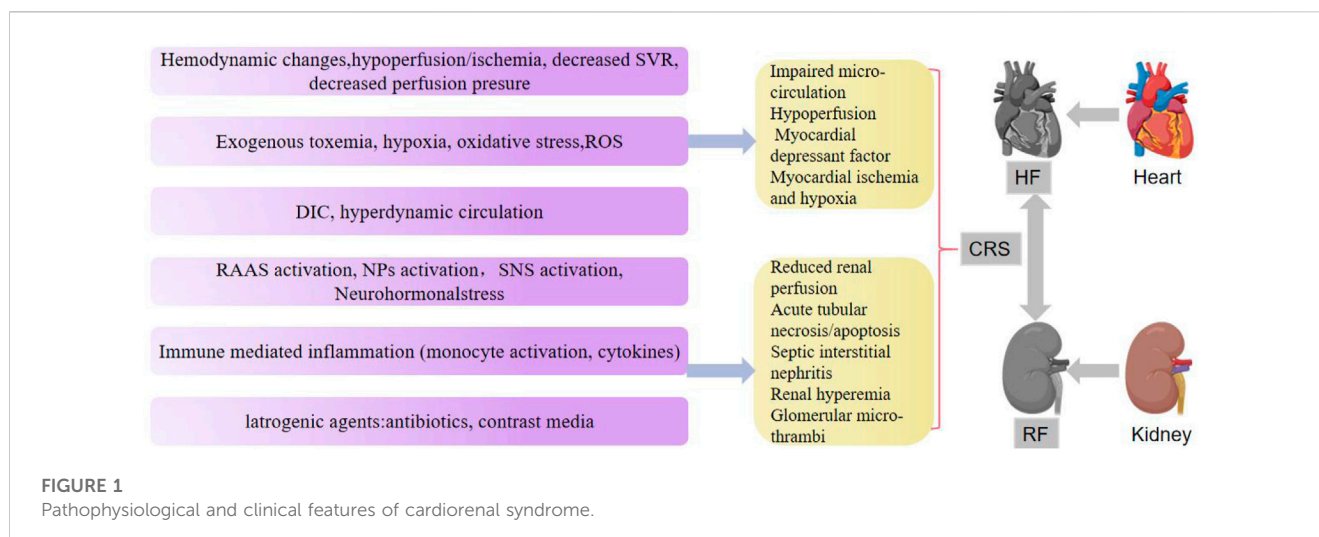 Hemodynamic changes,hypoperfusion/ischemia, decreased SVR,
decreased perfusion presure
Exogenous toxemia, hypoxia, oxidative stress,ROS
DIC, hyperdynamic circulation
RAAS activation, NPs activation，SNS activation,
Neurohormonalstress
Immune mediated inflammation (monocyte activation, cytokines)
Iatrogenic agents:antibiotics, contrast media
Impaired micro-
circulation
Hypoperfusion
Myocardial
depressant factor
Myocardial ischemia
and hypoxia
Reduced renal
perfusion
Acute tubular
necrosis/apoptosis
Septic interstitial
nephritis
Renal hyperemia
Glomerular micro-
thrambi
CRS
HF
Heart
RF
Kidney
FIGURE 1
Pathophysiological and clinical features of cardiorenal syndrome.